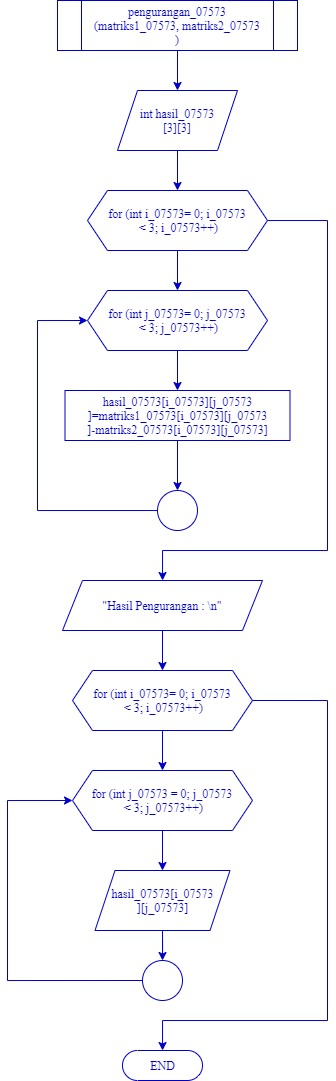 pengurangan_07573
(matriks1_07573, matriks2_07573
)
int hasil_07573
[3][3]
for (int i_07573= 0; i_07573
< 3; i_07573++)
for (int j_07573= 0; j_07573
< 3; j_07573++)
hasil_07573[i_07573][j_07573
]=matriks1_07573[i_07573][j_07573
]-matriks2_07573[i_07573][j_07573]
"Hasil Pengurangan : \n"
for (int i_07573= 0; i_07573
< 3; i_07573++)
for (int j_07573 = 0; j_07573
< 3; j_07573++)
hasil_07573[i_07573
][j_07573]
END